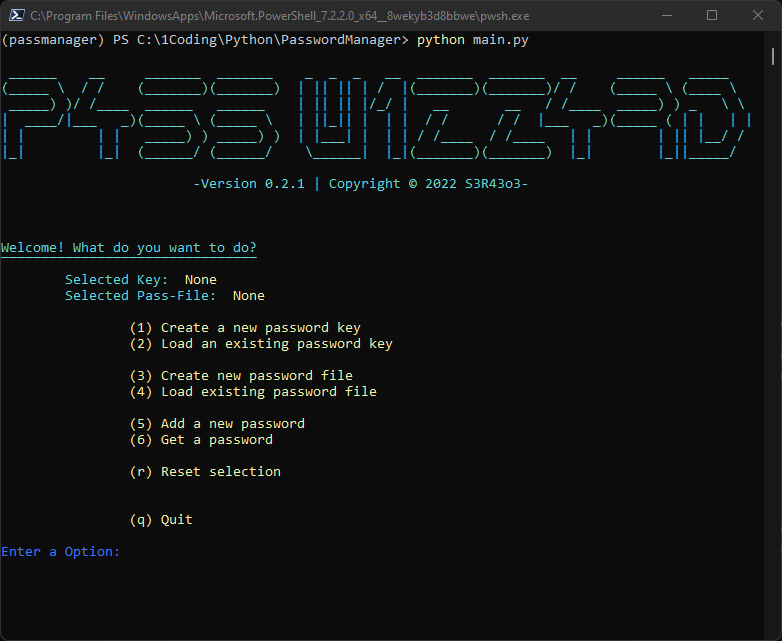 C:\Program Files\WindowsApps\Microsoft.PowerShell_7.2.2.0_x64__8wekyb3d8bbwe\pwsh.exe
(passmanager) PS C:\1Coding\Python\PasswordManager> python main.py
P455W1ZZ4RD
-Version 0.2.1 | Copyright © 2022 S3R43o3-
Welcome! What do you want to do?
Selected Key: None
Selected Pass-File: None
(1) Create a new password key
(2) Load an existing password key
(3) Create new password file
(4) Load existing password file
(5) Add a new password
(6) Get a password
(r) Reset selection
(q) Quit
Enter a Option: